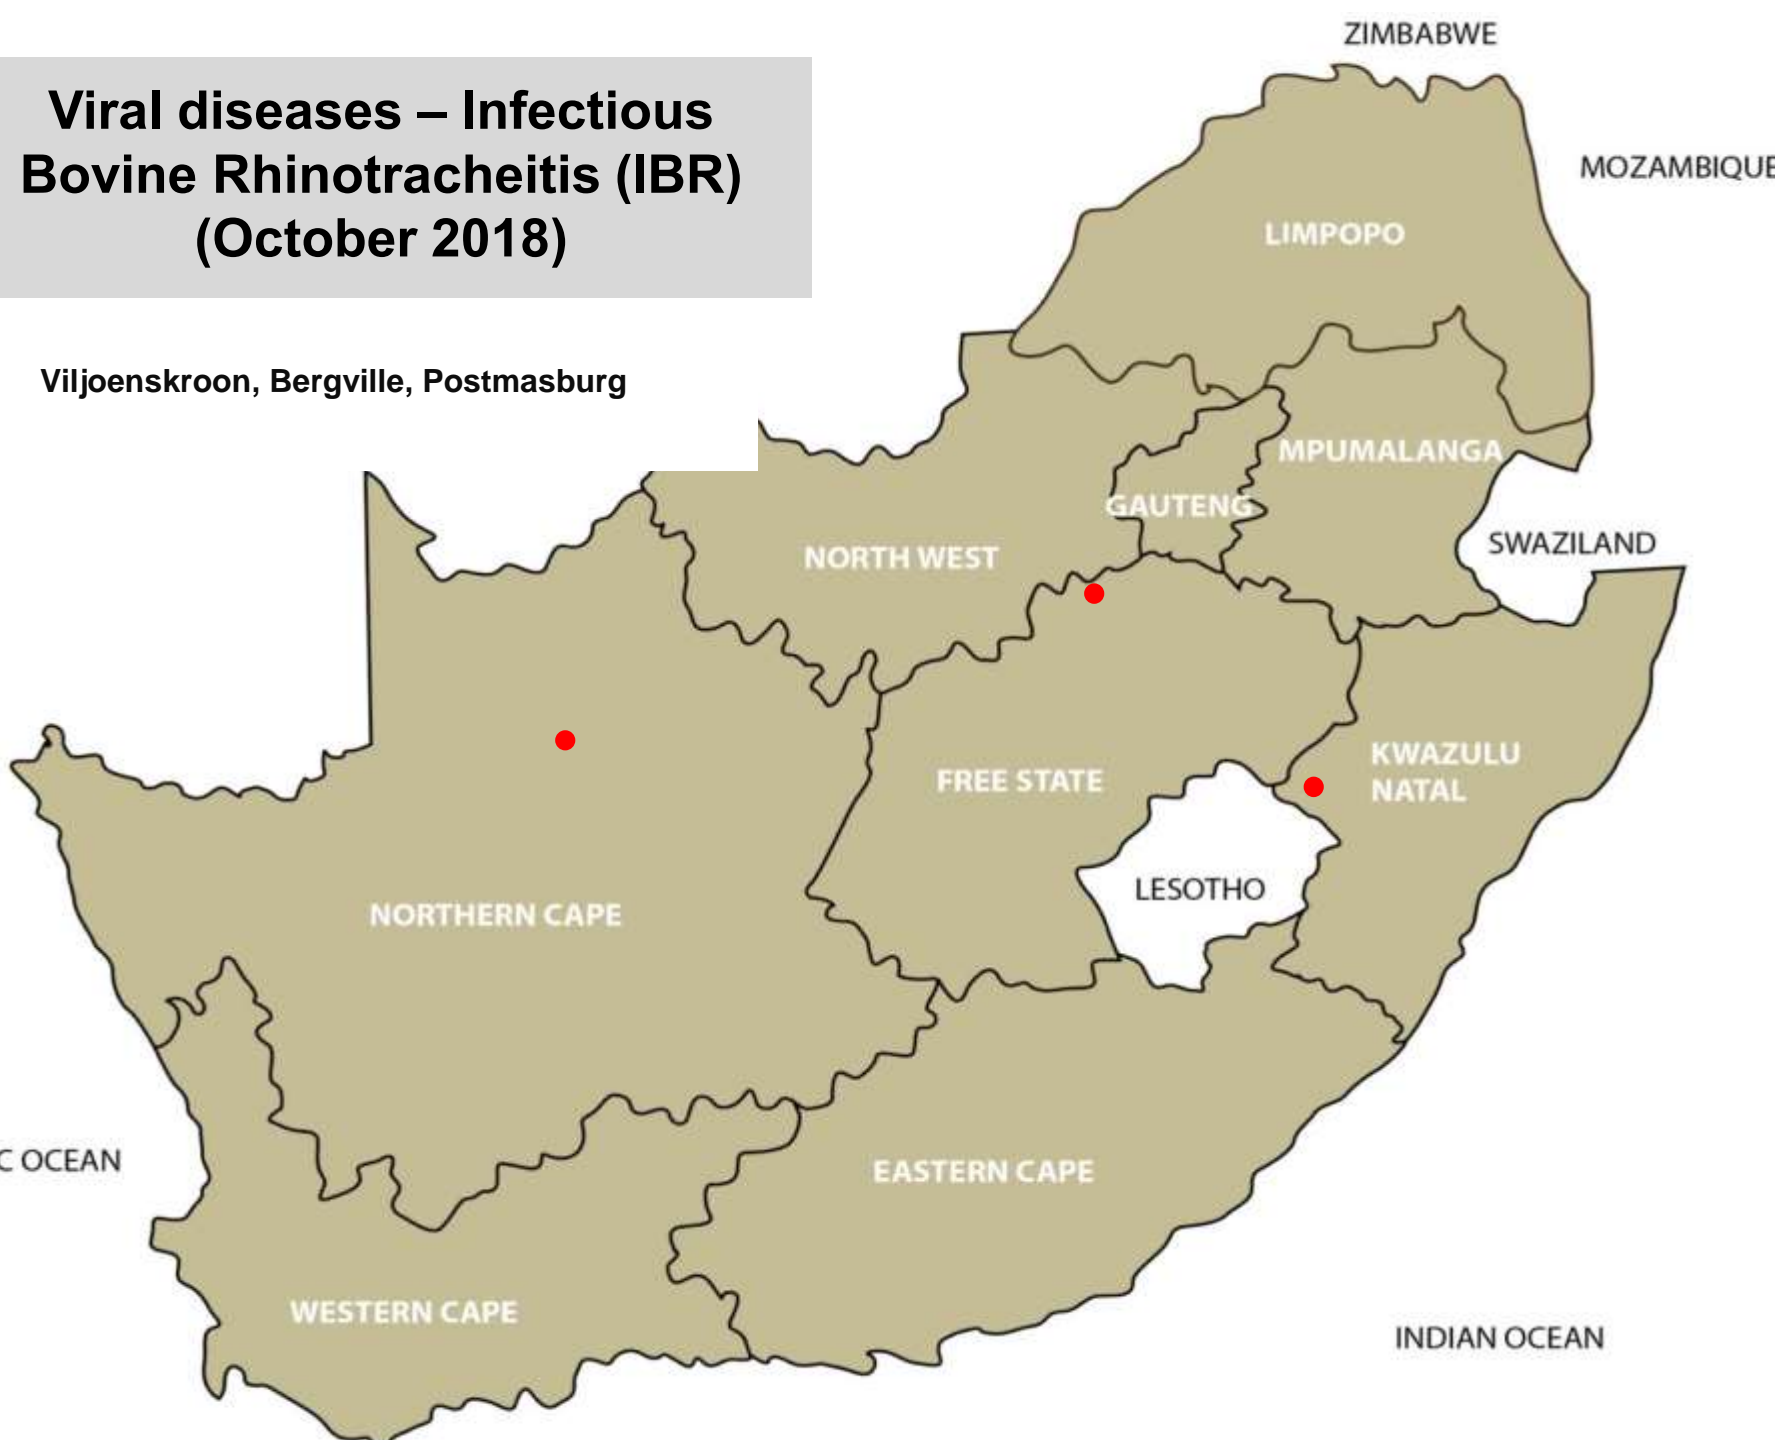 Viral diseases – Infectious
Bovine Rhinotracheitis (IBR)
(October 2018)
Viljoenskroon, Bergville, Postmasburg
ZIMBABWE
MOZAMBIQUE
LIMPOPO
MPUMALANGA
GAUTENG
SWAZILAND
NORTH WEST
KWAZULU
NATAL
FREE STATE
LESOTHO
NORTHERN CAPE
C OCEAN
EASTERN CAPE
WESTERN CAPE
INDIAN OCEAN